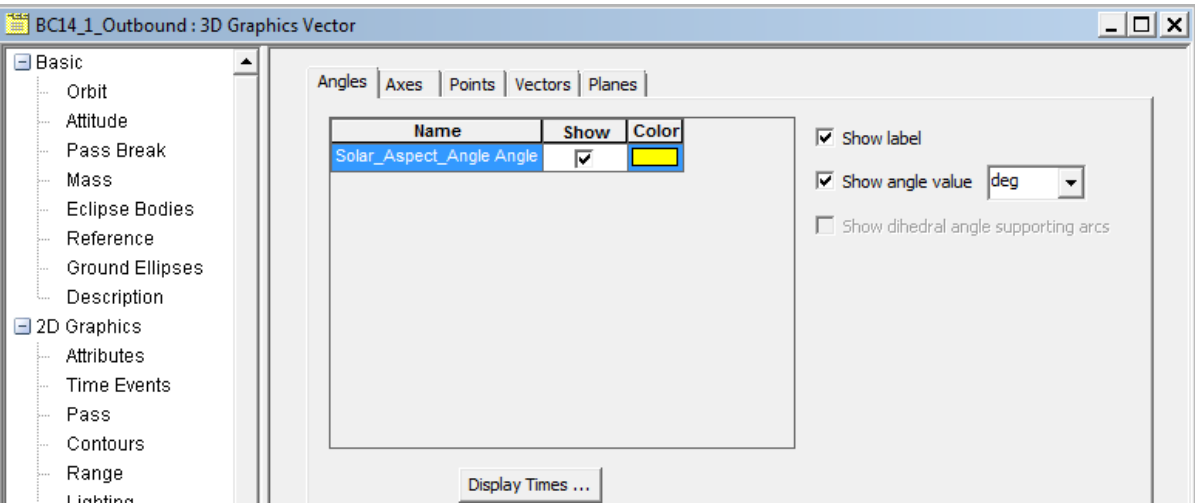 BC14_1_Outbound : 3D Graphics Vector
Basic
Orbit
Attitude
Pass Break
Mass
Eclipse Bodies
Reference
Ground Ellipses
Description
2D Graphics
Attributes
Time Events
Pass
Contours
Range
Lighting
Angles Axes Points Vectors Planes
Name Show Color
Solar_Aspect_Angle Angle
Show label
Show angle value deg
Show dihedral angle supporting arcs
Display Times ...